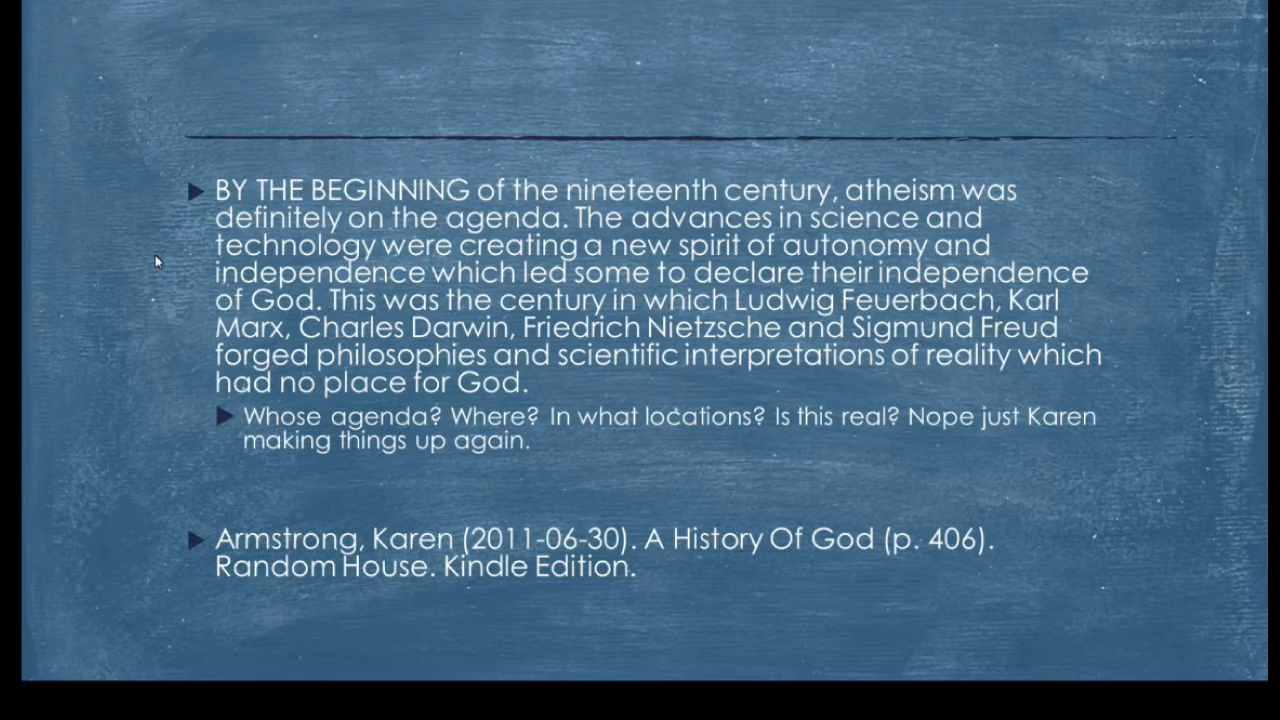 BY THE BEGINNING of the nineteenth century, atheism was
definitely on the agenda. The advances in science and
technology were creating a new spirit of autonomy and
independence which led some to declare their independence
of God. This was the century in which Ludwig Feuerbach, Karl
Marx, Charles Darwin, Friedrich Nietzsche and Sigmund Freud
forged philosophies and scientific interpretations of reality which
had no place for God.
Whose agenda? Where? In what locations? Is this real? Nope just Karen
making things up again.
Armstrong, Karen (2011-06-30). A History Of God (p. 406).
Random House. Kindle Edition.